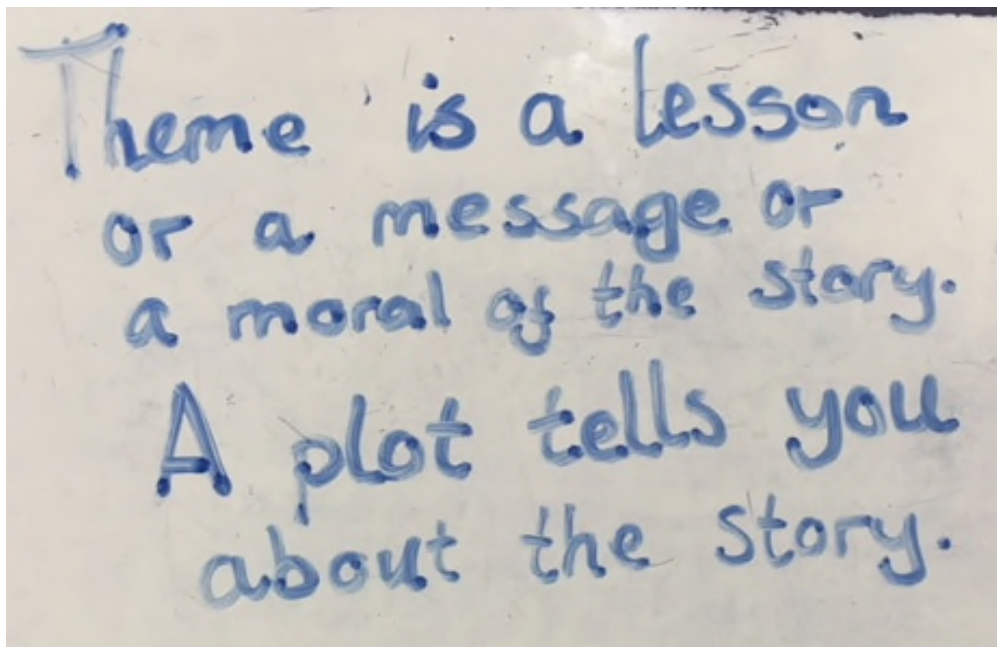 Theme is a lesson
or a message or
a moral of the story.
A plot tells you
about the story.